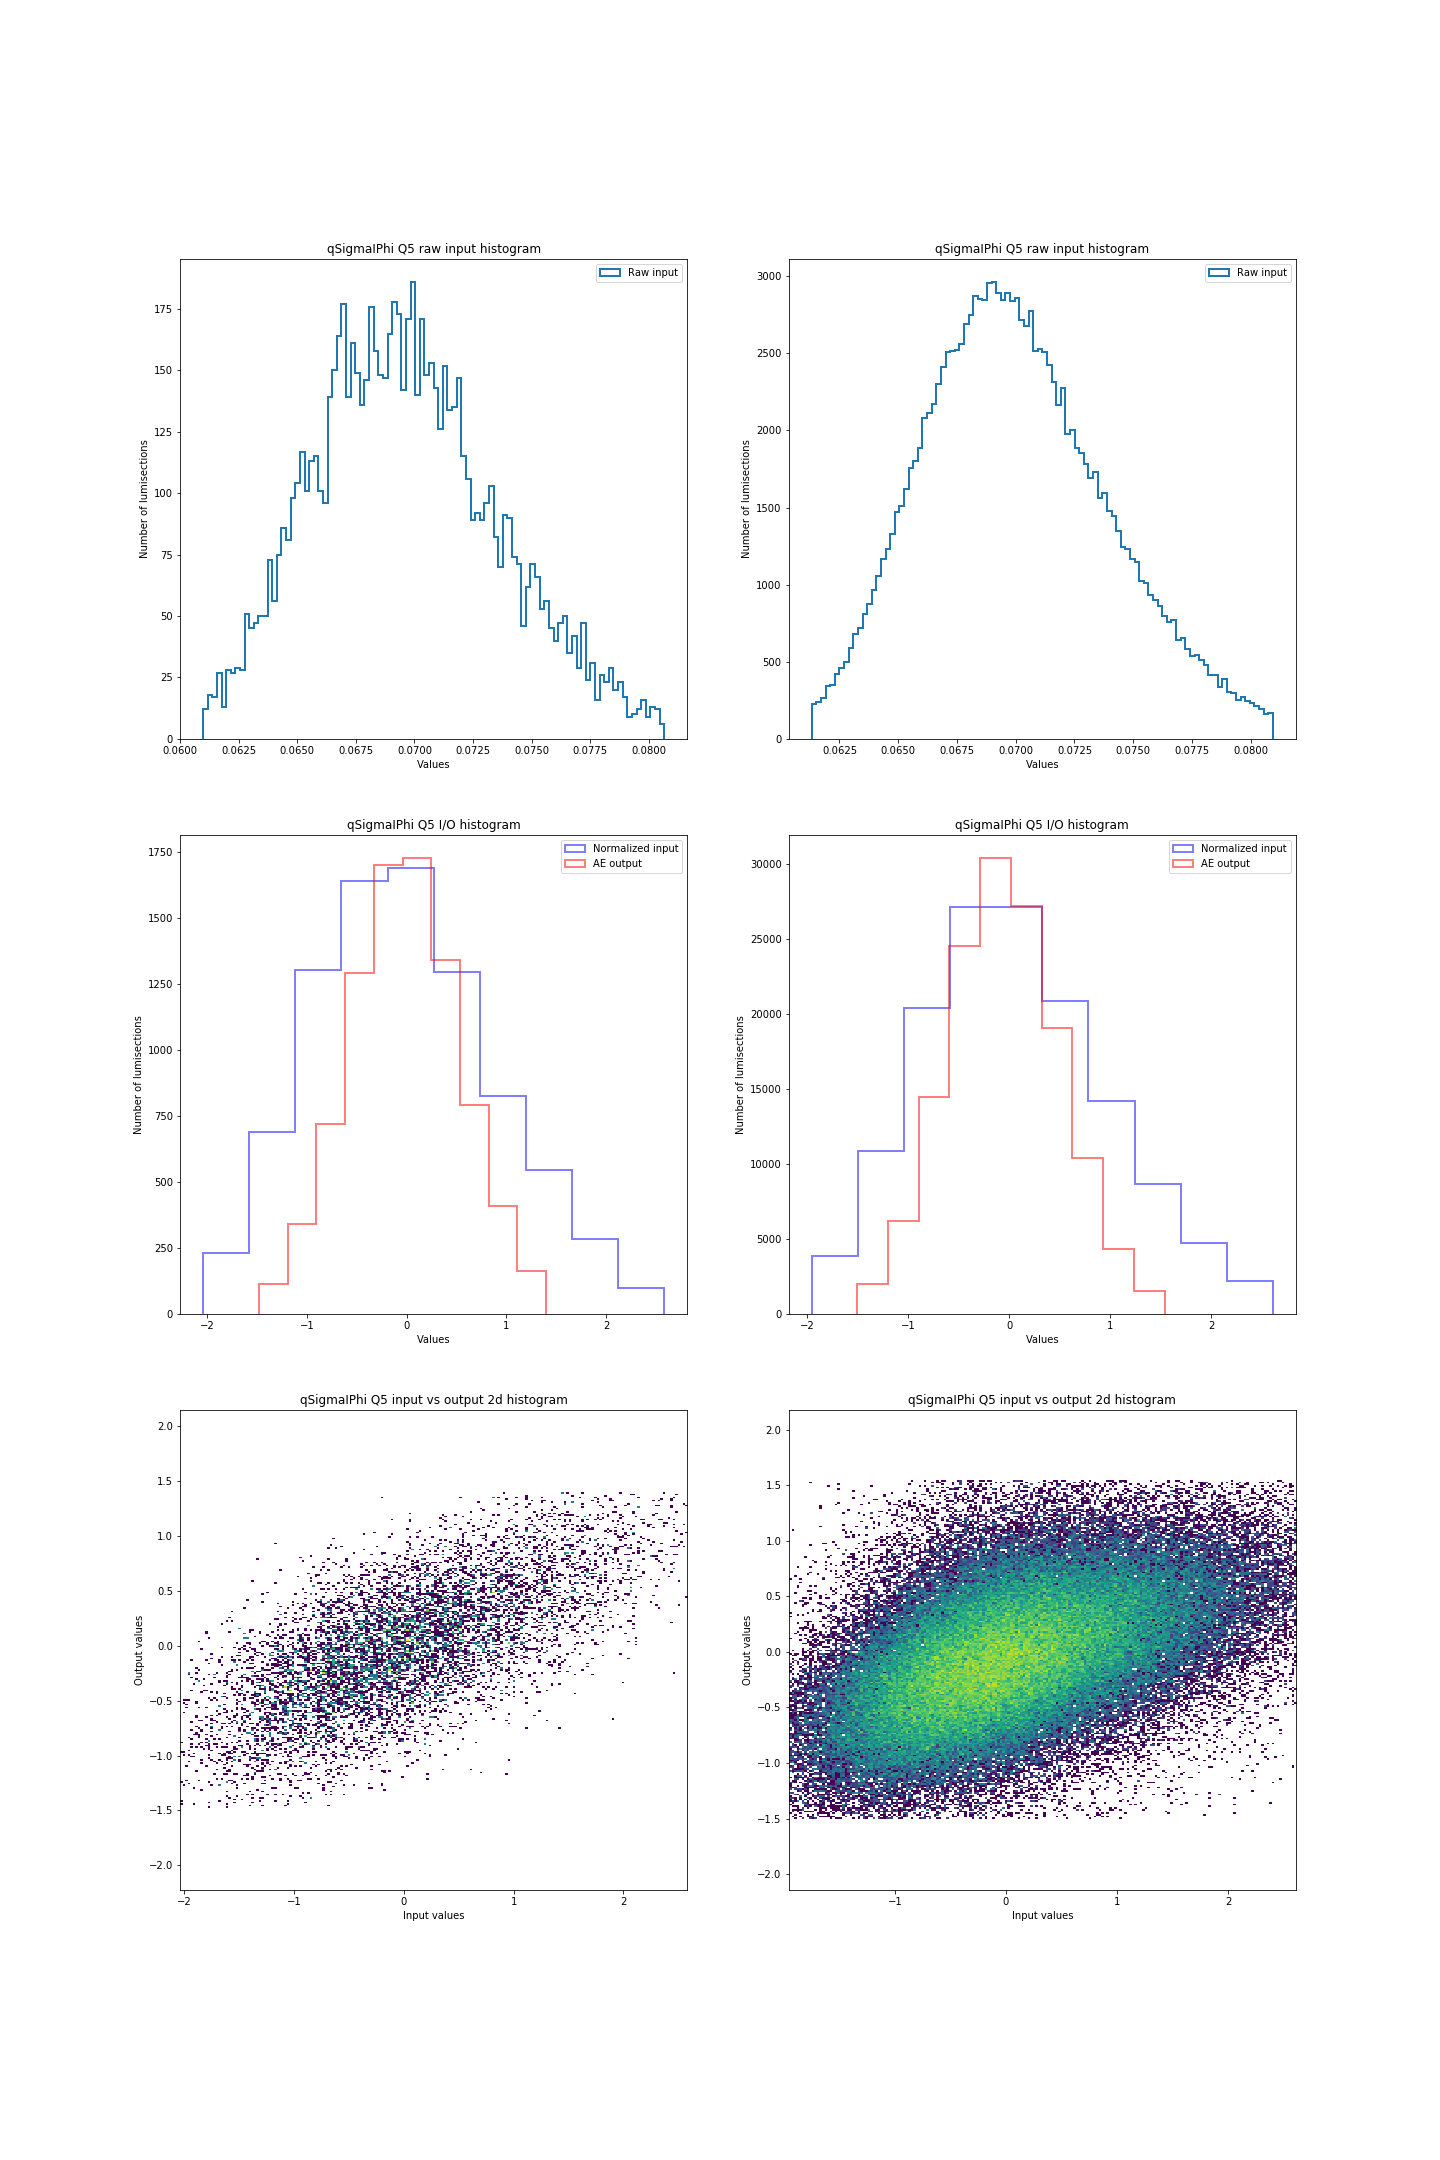 qSigmaIPhi Q5 raw input histogram
Raw input
175
150
125
100
75
50
25
0
Number of lumisections
0.0600 0.0625 0.0650 0.0675 0.0700 0.0725 0.0750 0.0775 0.0800
Values
qSigmaIPhi Q5 raw input histogram
Raw input
3000
2500
2000
1500
1000
500
0
Number of lumisections
0.0625 0.0650 0.0675 0.0700 0.0725 0.0750 0.0775 0.0800
Values
qSigmaIPhi Q5 I/O histogram
Normalized input
AE output
1750
1500
1250
1000
750
500
250
0
Number of lumisections
−2 −1 0 1 2
Values
qSigmaIPhi Q5 I/O histogram
Normalized input
AE output
30000
25000
20000
15000
10000
5000
0
Number of lumisections
−2 −1 0 1 2
Values
qSigmaIPhi Q5 input vs output 2d histogram
2.0
1.5
1.0
0.5
0.0
−0.5
−1.0
−1.5
−2.0
Output values
−2 −1 0 1 2
Input values
qSigmaIPhi Q5 input vs output 2d histogram
2.0
1.5
1.0
0.5
0.0
−0.5
−1.0
−1.5
−2.0
Output values
−1 0 1 2
Input values